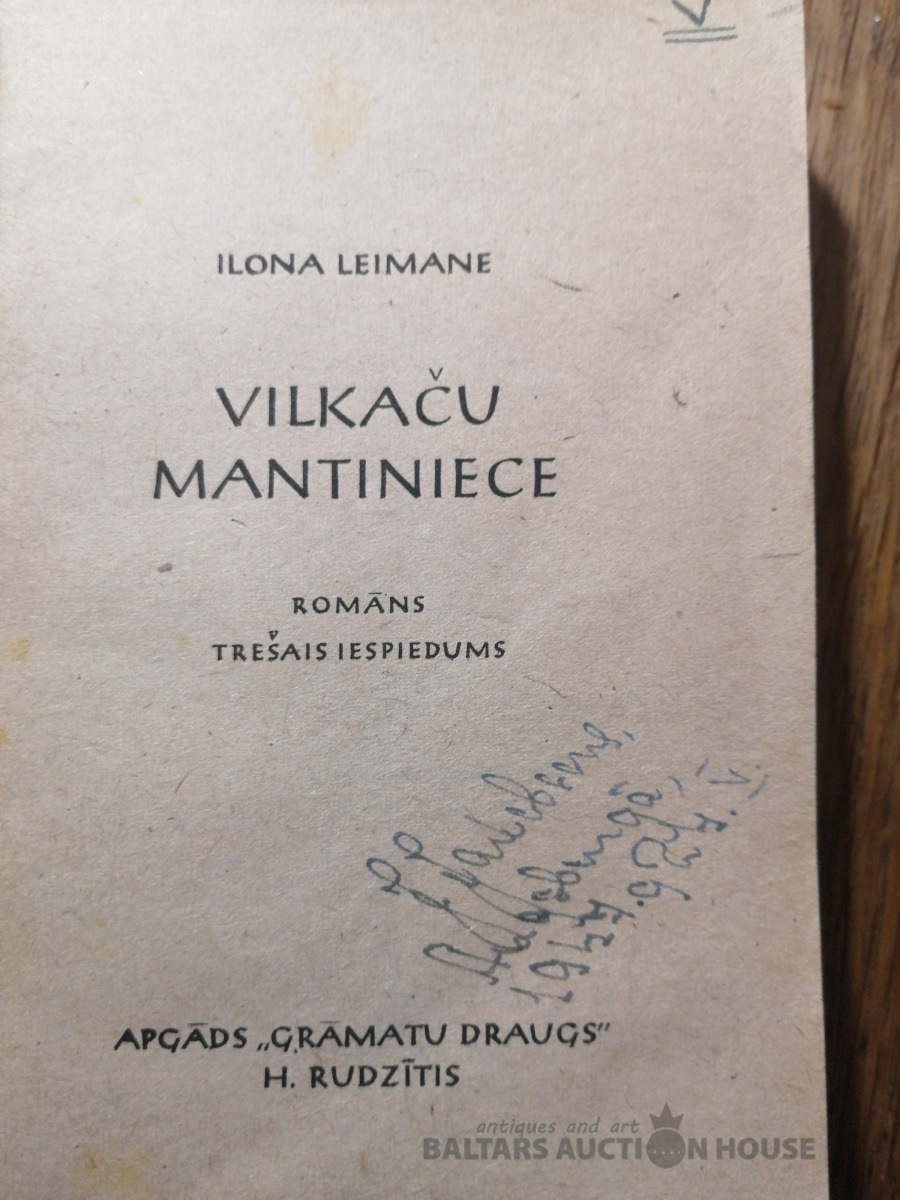 ILONA LEIMANE
VILKAČU
MANTINIECE
ROMĀNS
TREŠAIS IESPIEDUMS
APGĀDS „GRĀMATU DRAUGS”
H. RUDZĪTIS
antiques and art
BALTARS AUCTION HOUSE